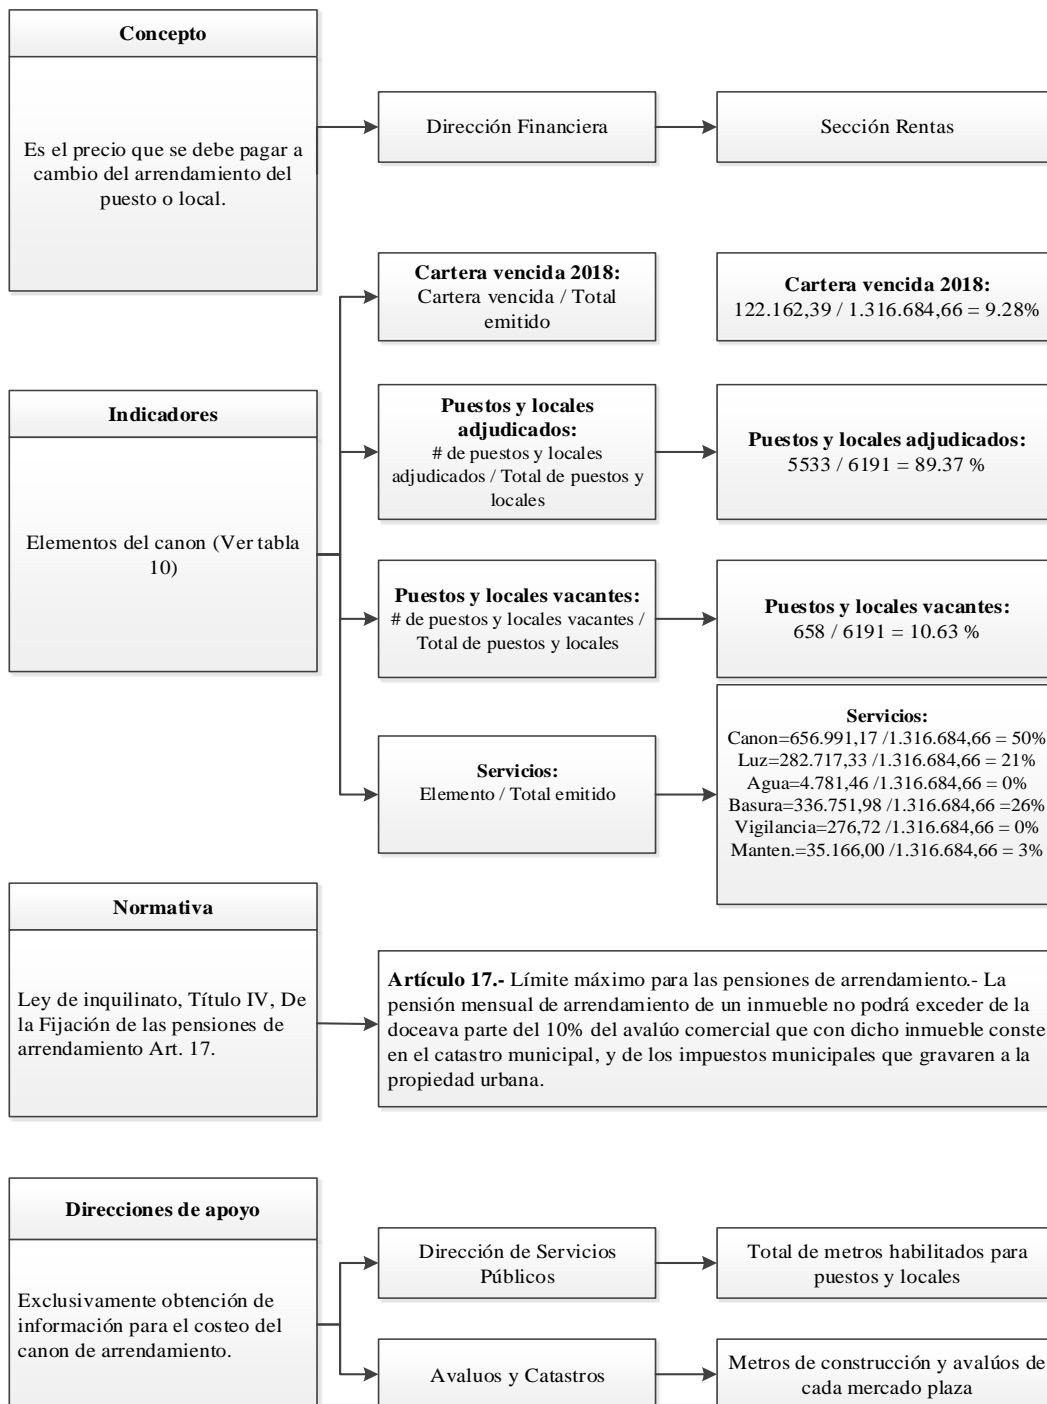 Concepto
Es el precio que se debe pagar a
cambio del arrendamiento del
puesto o local.
Dirección Financiera
Sección Rentas
Cartera vencida 2018:
Cartera vencida / Total
emitido
Cartera vencida 2018:
122.162,39 / 1.316.684,66 = 9.28%
Indicadores
Elementos del canon (Ver tabla
10)
Puestos y locales
adjudicados:
# de puestos y locales
adjudicados / Total de puestos y
locales
Puestos y locales adjudicados:
5533 / 6191 = 89.37 %
Puestos y locales vacantes:
# de puestos y locales vacantes /
Total de puestos y locales
Puestos y locales vacantes:
658 / 6191 = 10.63 %
Servicios:
Elemento / Total emitido
Servicios:
Canon=656.991,17 /1.316.684,66 = 50%
Luz=282.717,33 /1.316.684,66 = 21%
Agua=4.781,46 /1.316.684,66 = 0%
Basura=336.751,98 /1.316.684,66 =26%
Vigilancia=276,72 /1.316.684,66 = 0%
Manten.=35.166,00 /1.316.684,66 = 3%
Normativa
Ley de inquilinato, Título IV, De
la Fijación de las pensiones de
arrendamiento Art. 17.
Artículo 17.- Límite máximo para las pensiones de arrendamiento.- La
pensión mensual de arrendamiento de un inmueble no podrá exceder de la
doceava parte del 10% del avalúo comercial que con dicho inmueble conste
en el catastro municipal, y de los impuestos municipales que gravaren a la
propiedad urbana.
Direcciones de apoyo
Exclusivamente obtención de
información para el costeo del
canon de arrendamiento.
Dirección de Servicios
Públicos
Total de metros habilitados para
puestos y locales
Avaluos y Catastros
Metros de construcción y avalúos de
cada mercado plaza